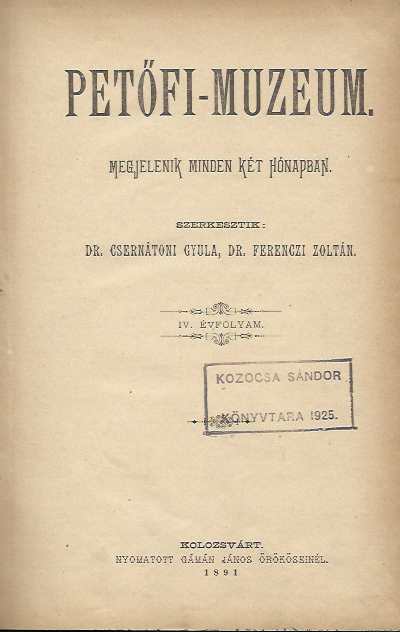 PETŐFI-MUZEUM.
MEGJELENIK MINDEN KÉT HÓNAPBAN.
SZERKESZTIK:
DR. CSERNÁTONI GYULA, DR. FERENCZI ZOLTÁN.
IV. ÉVFOLYAM.
KOZOCSA SÁNDOR
KÖNYVTARA 1925.
KOLOZSVÁRT.
NYOMATOTT GÁMÁN JÁNOS ÖRÖKÖSEINÉL.
1891